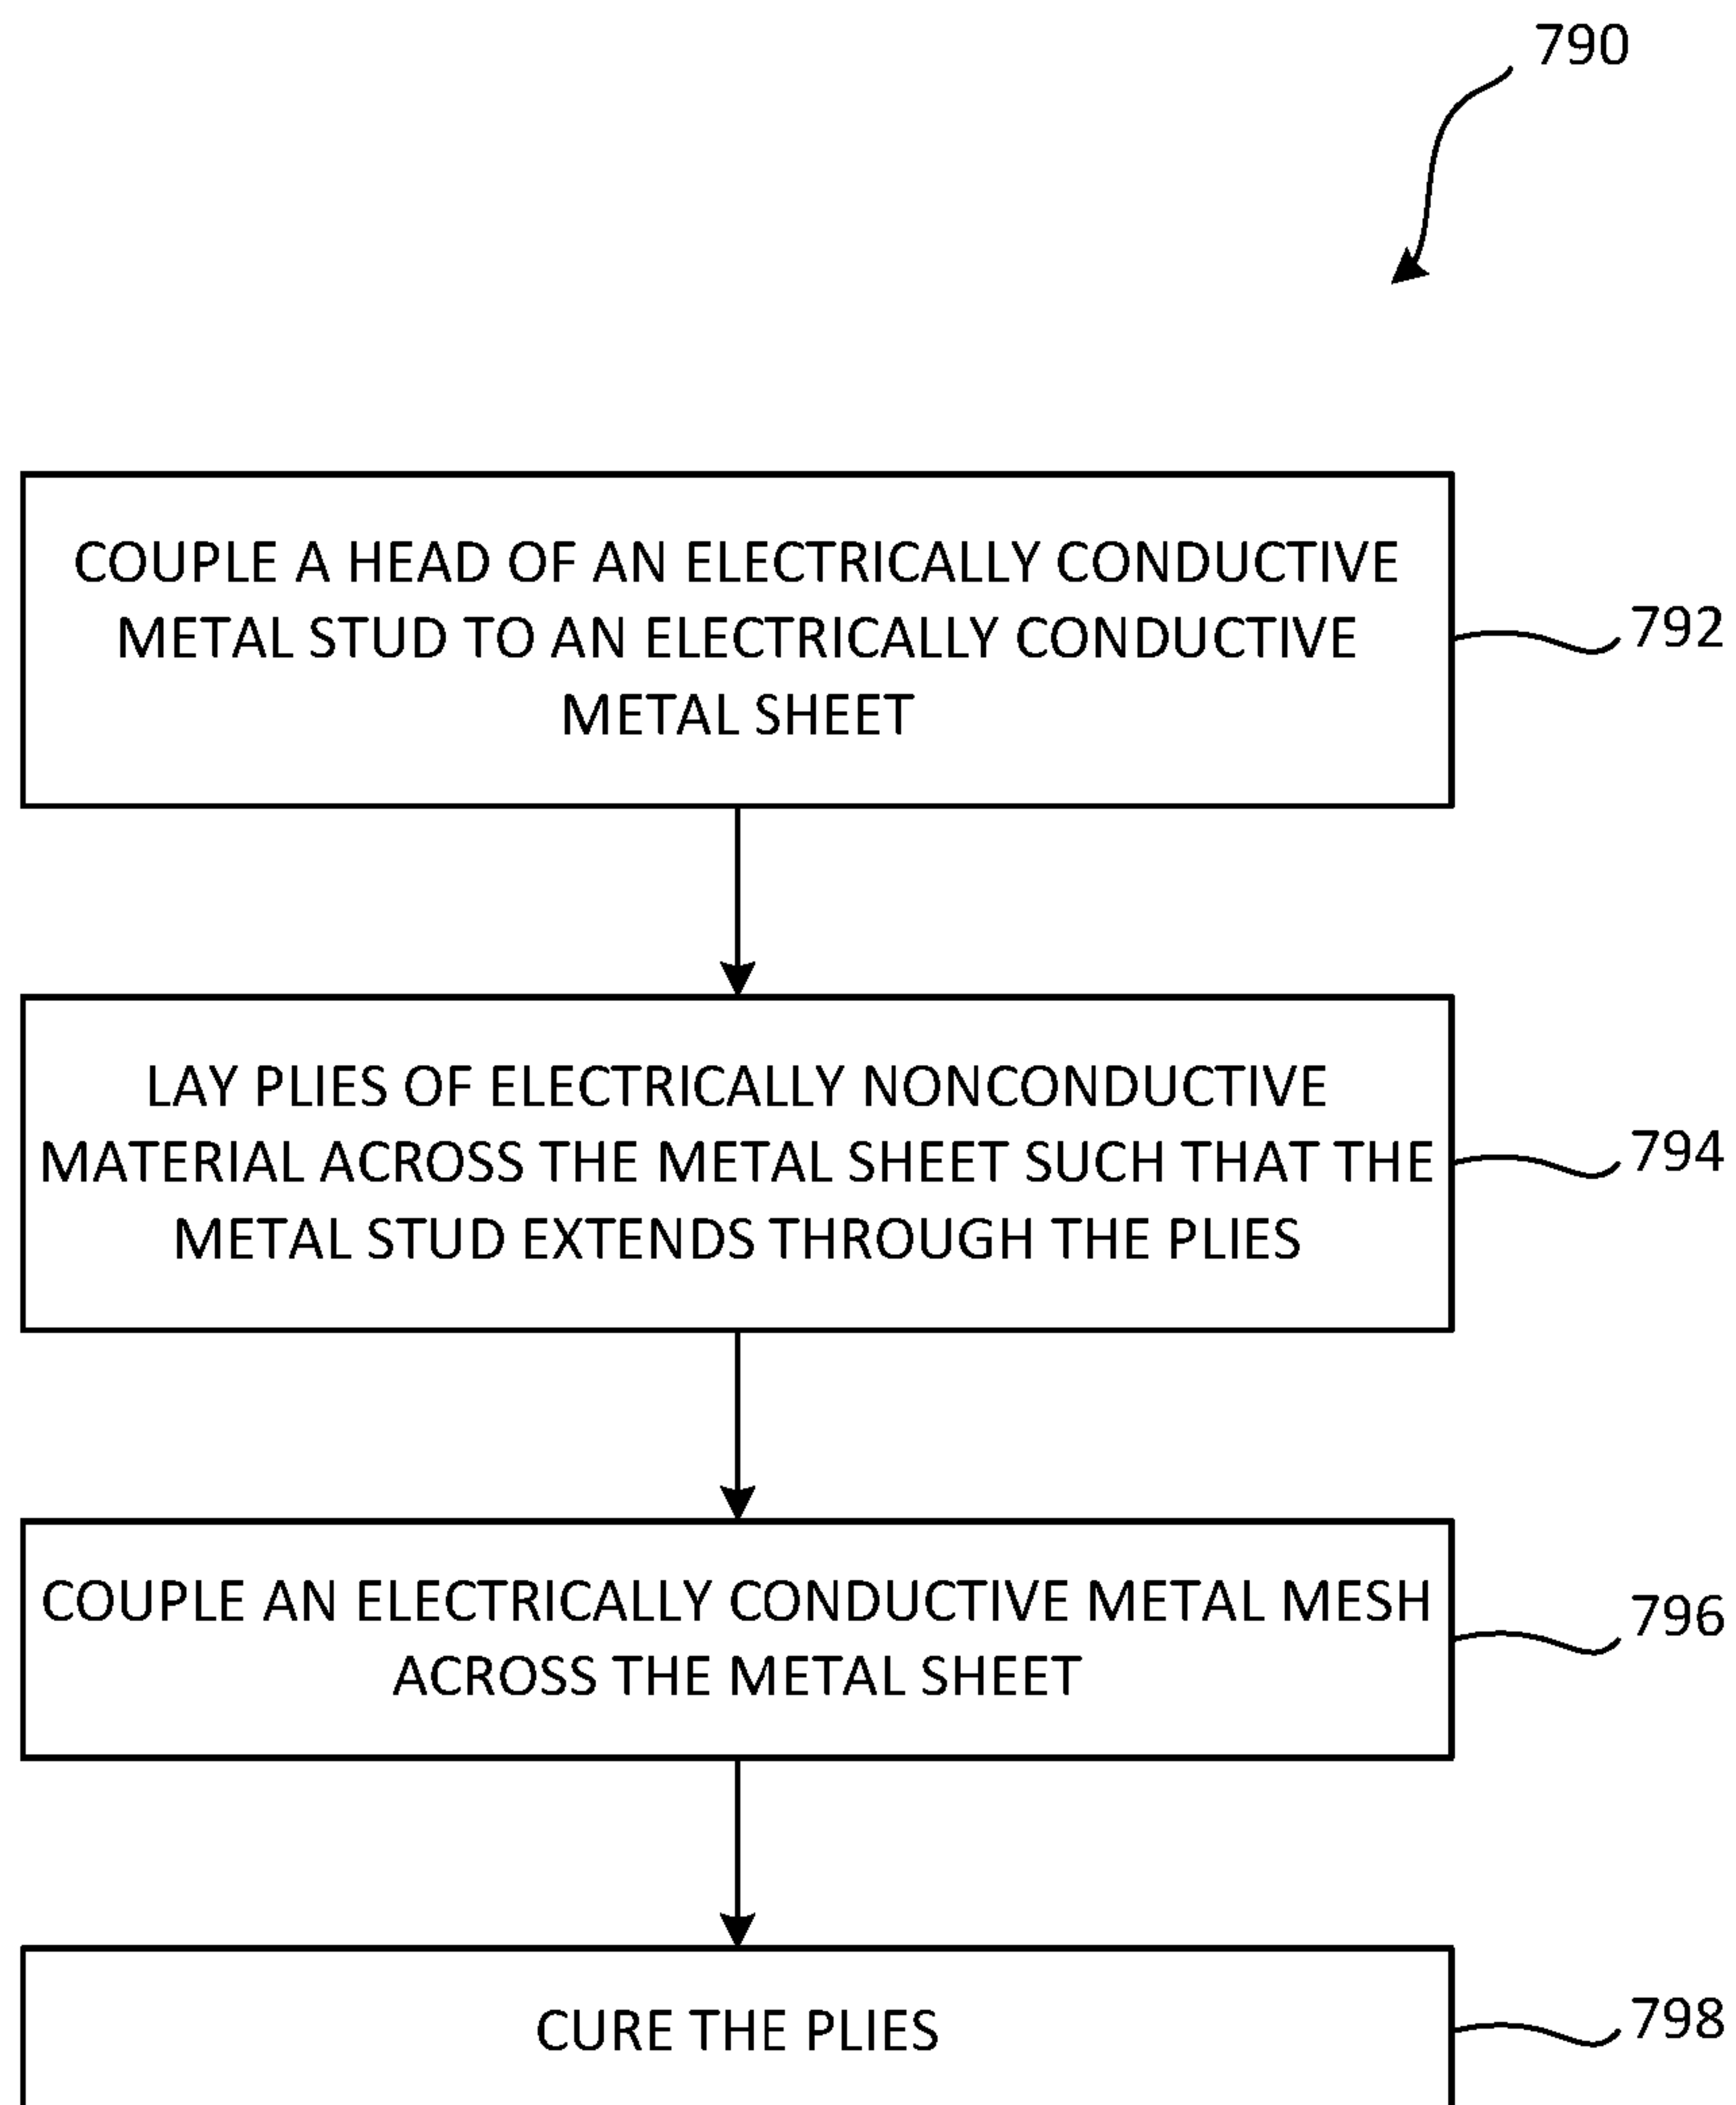 790
COUPLE A HEAD OF AN ELECTRICALLY CONDUCTIVE
METAL STUD TO AN ELECTRICALLY CONDUCTIVE
METAL SHEET
792
LAY PLIES OF ELECTRICALLY NONCONDUCTIVE
MATERIAL ACROSS THE METAL SHEET SUCH THAT THE
METAL STUD EXTENDS THROUGH THE PLIES
794
COUPLE AN ELECTRICALLY CONDUCTIVE METAL MESH
ACROSS THE METAL SHEET
796
CURE THE PLIES
798